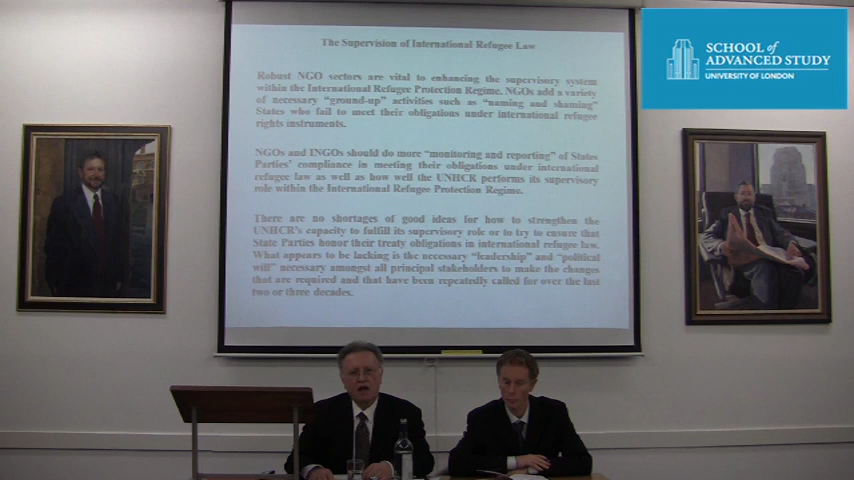 The Supervision of International Refugee Law
Robust NGO sectors are vital to enhancing the supervisory system
within the International Refugee Protection Regime. NGOs add a variety
of necessary “ground-up” activities such as “naming and shaming”
States who fail to meet their obligations under international refugee
rights instruments.
NGOs and INGOs should do more “monitoring and reporting” of States
Parties’ compliance in meeting their obligations under international
refugee law as well as how well the UNHCR performs its supervisory
role within the International Refugee Protection Regime.
There are no shortages of good ideas for how to strengthen the
UNHCR’s capacity to fulfill its supervisory role or to try to ensure that
State Parties honor their treaty obligations in international refugee law.
What appears to be lacking is the necessary “leadership” and “political
will” necessary amongst all principal stakeholders to make the changes
that are required and that have been repeatedly called for over the last
two or three decades.
SCHOOL of
ADVANCED STUDY
UNIVERSITY OF LONDON